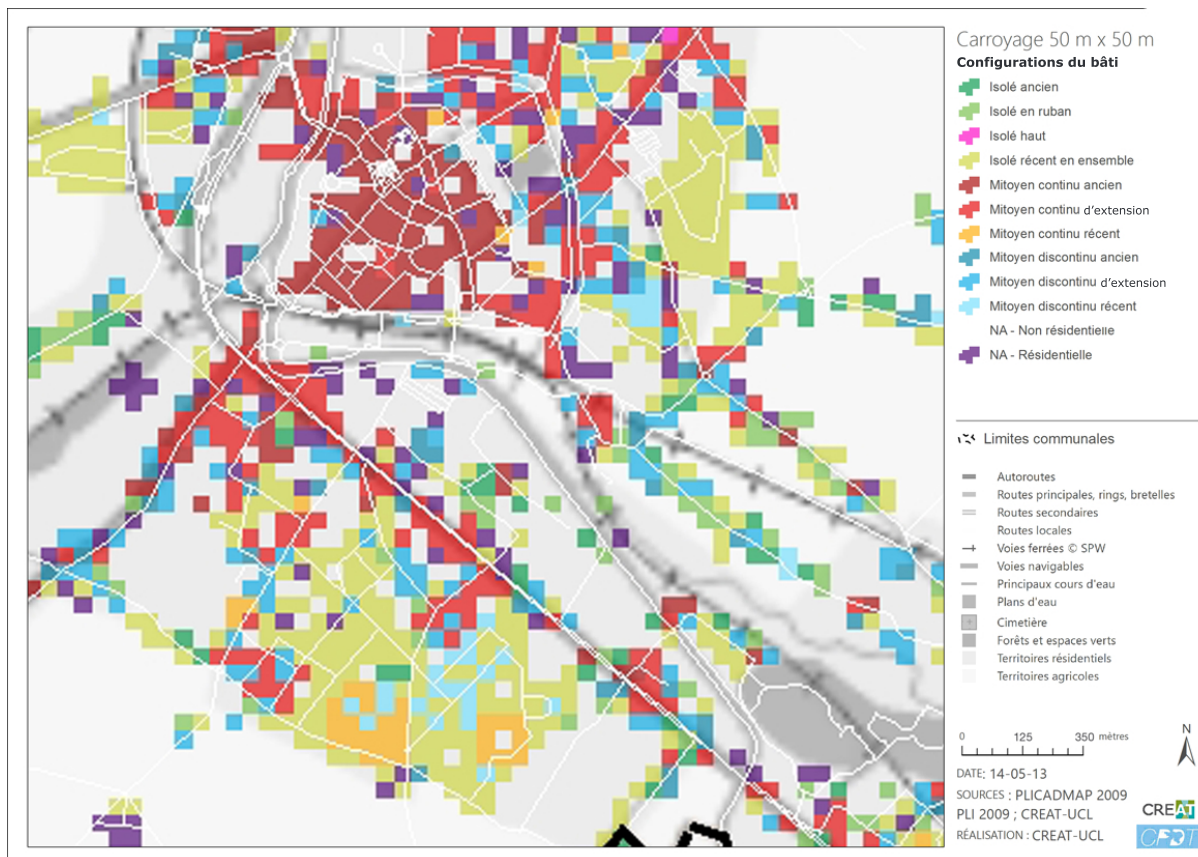 Carroyage 50 m x 50 m
Configurations du bâti
Isolé ancien
Isolé en ruban
Isolé haut
Isolé récent en ensemble
Mitoyen continu ancien
Mitoyen continu d'extension
Mitoyen continu récent
Mitoyen discontinu ancien
Mitoyen discontinu d'extension
Mitoyen discontinu récent
NA - Non résidentielle
NA - Résidentielle
Limites communales
Autoroutes
Routes principales, rings, bretelles
Routes secondaires
Routes locales
Voies ferrées © SPW
Voies navigables
Principaux cours d'eau
Plans d'eau
Cimetière
Forêts et espaces verts
Territoires résidentiels
Territoires agricoles
N
0 125 350 mètres
DATE: 14-05-13
SOURCES : PLICADMAP 2009
PLI 2009 ; CREAT-UCL
RÉALISATION : CREAT-UCL
CREAT
CPDT